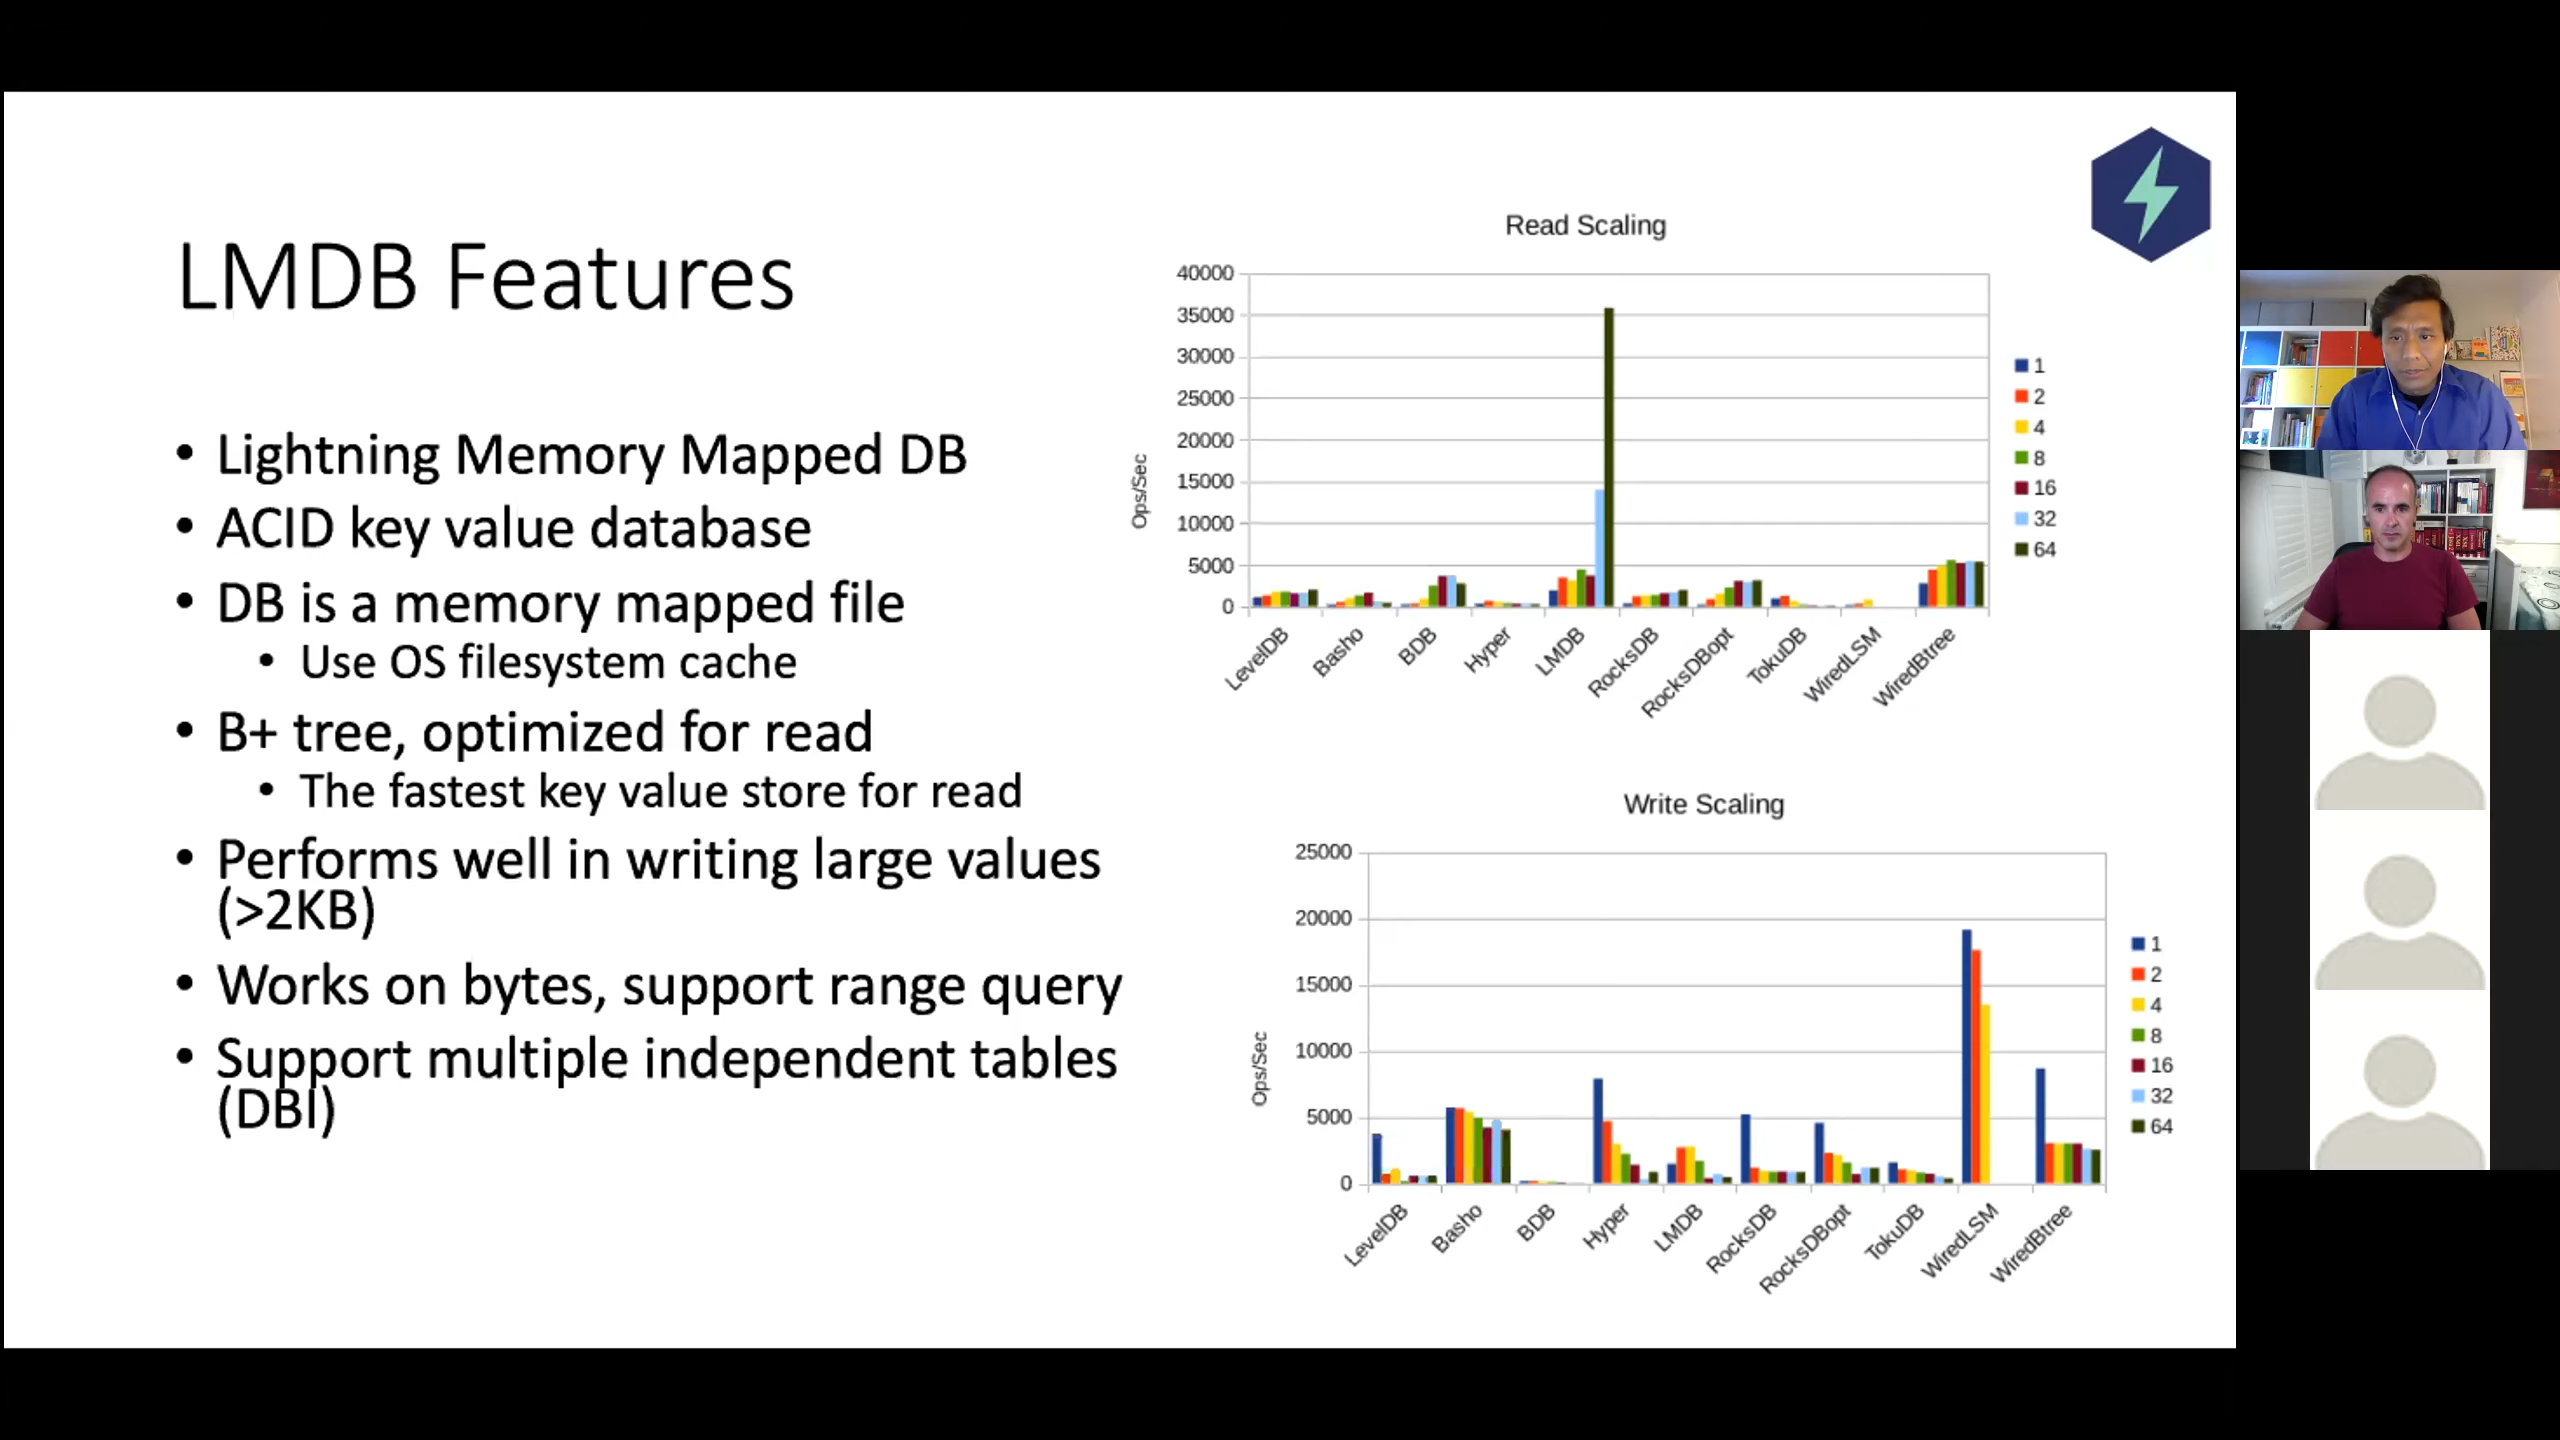 LMDB Features
• Lightning Memory Mapped DB
• ACID key value database
• DB is a memory mapped file
• Use OS filesystem cache
• B+ tree, optimized for read
• The fastest key value store for read
• Performs well in writing large values
(>2KB)
• Works on bytes, support range query
• Support multiple independent tables
(DBI)
Read Scaling
40000
35000
30000
25000
20000
15000
10000
5000
0
Ops/Sec
LevelDB
Basho
BDB
Hyper
LMDB
RocksDB
RocksDBopt
TokuDB
WiredLSM
WiredBtree
1
2
4
8
16
32
64
Write Scaling
25000
20000
15000
10000
5000
0
Ops/Sec
LevelDB
Basho
BDB
Hyper
LMDB
RocksDB
RocksDBopt
TokuDB
WiredLSM
WiredBtree
1
2
4
8
16
32
64